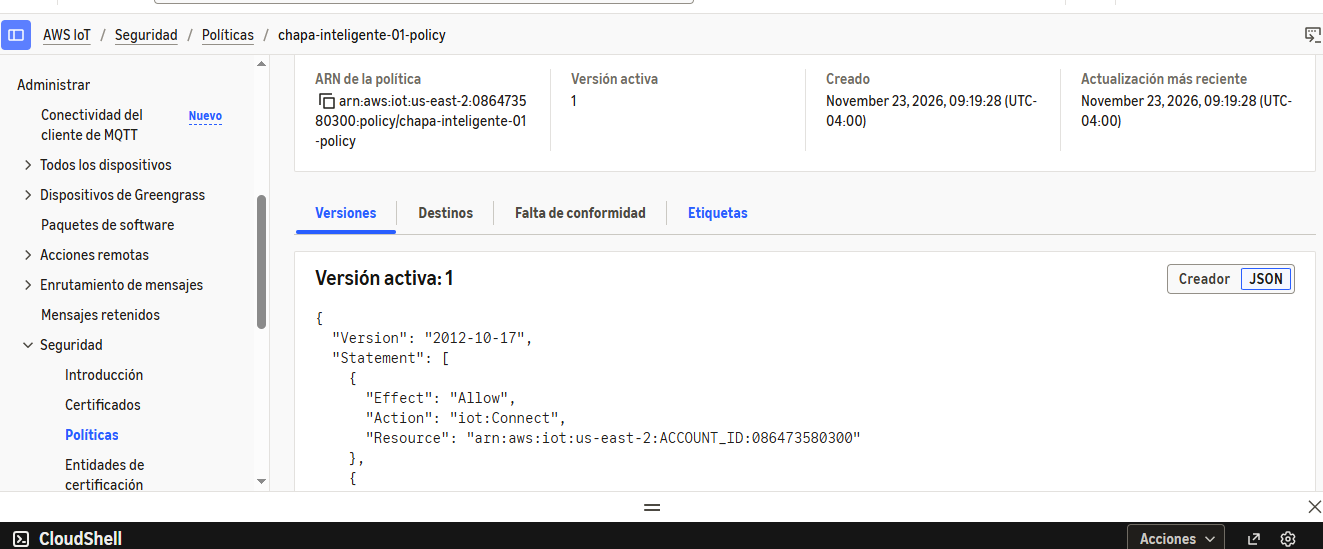 AWS IoT / Seguridad / Políticas / chapa-inteligente-01-policy
Administrar
Conectividad del
cliente de MQTT
Nuevo
Todos los dispositivos
Dispositivos de Greengrass
Paquetes de software
Acciones remotas
Enrutamiento de mensajes
Mensajes retenidos
Seguridad
Introducción
Certificados
Políticas
Entidades de
certificación
ARN de la política
arn:aws:iot:us-east-2:0864735
80300:policy/chapa-inteligente-01
-policy
Versión activa
1
Creado
November 23, 2026, 09:19:28 (UTC-
04:00)
Actualización más reciente
November 23, 2026, 09:19:28 (UTC-
04:00)
Versiones
Destinos
Falta de conformidad
Etiquetas
Versión activa: 1
Creador
JSON
{
"Version": "2012-10-17",
"Statement": [
{
"Effect": "Allow",
"Action": "iot:Connect",
"Resource": "arn:aws:iot:us-east-2:ACCOUNT_ID:086473580300"
},
{
CloudShell
Acciones